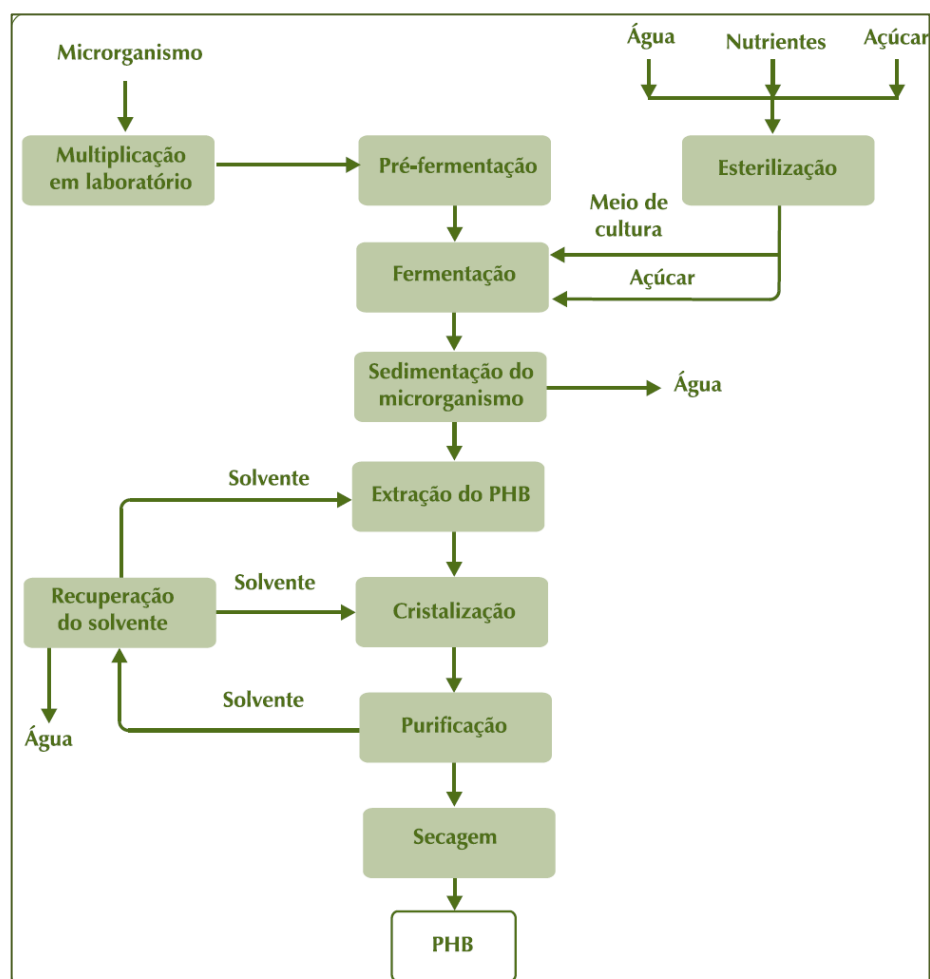 Microrganismo
Água
Nutrientes
Açúcar
Multiplicação
em laboratório
Pré-fermentação
Esterilização
Meio de
cultura
Fermentação
Açúcar
Sedimentação do
microrganismo
Água
Solvente
Extração do PHB
Recuperação
do solvente
Solvente
Cristalização
Solvente
Purificação
Água
Secagem
PHB